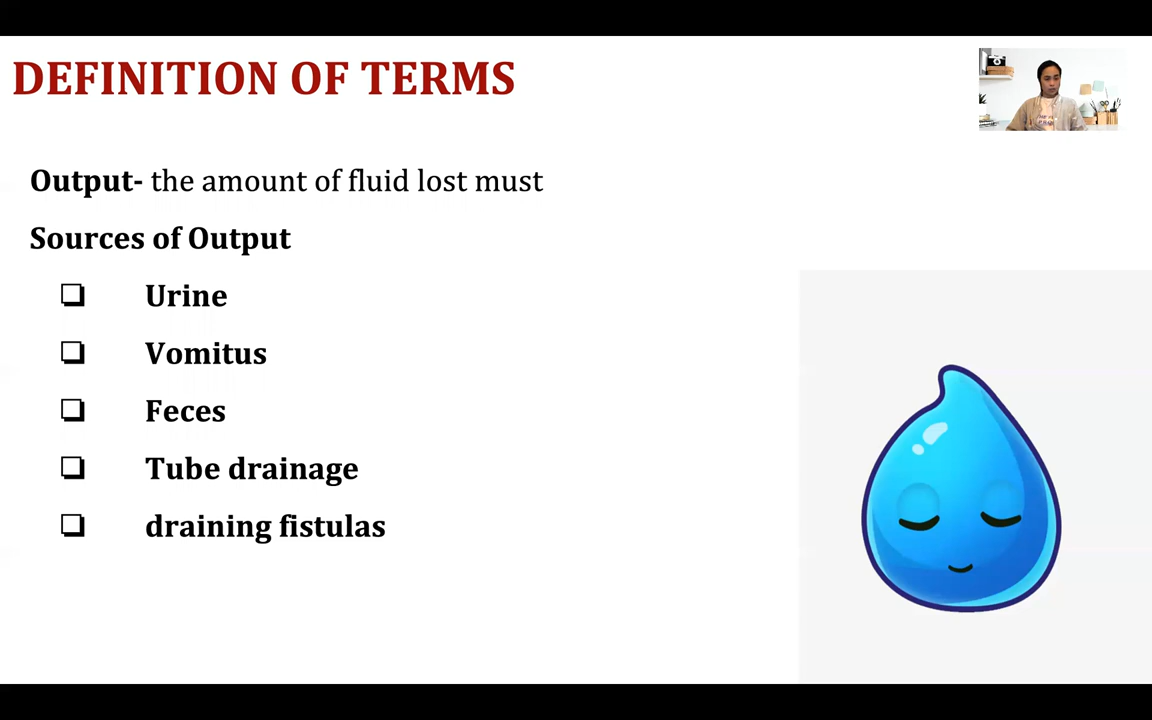 DEFINITION OF TERMS
Output- the amount of fluid lost must
Sources of Output
❏ Urine
❏ Vomitus
❏ Feces
❏ Tube drainage
❏ draining fistulas